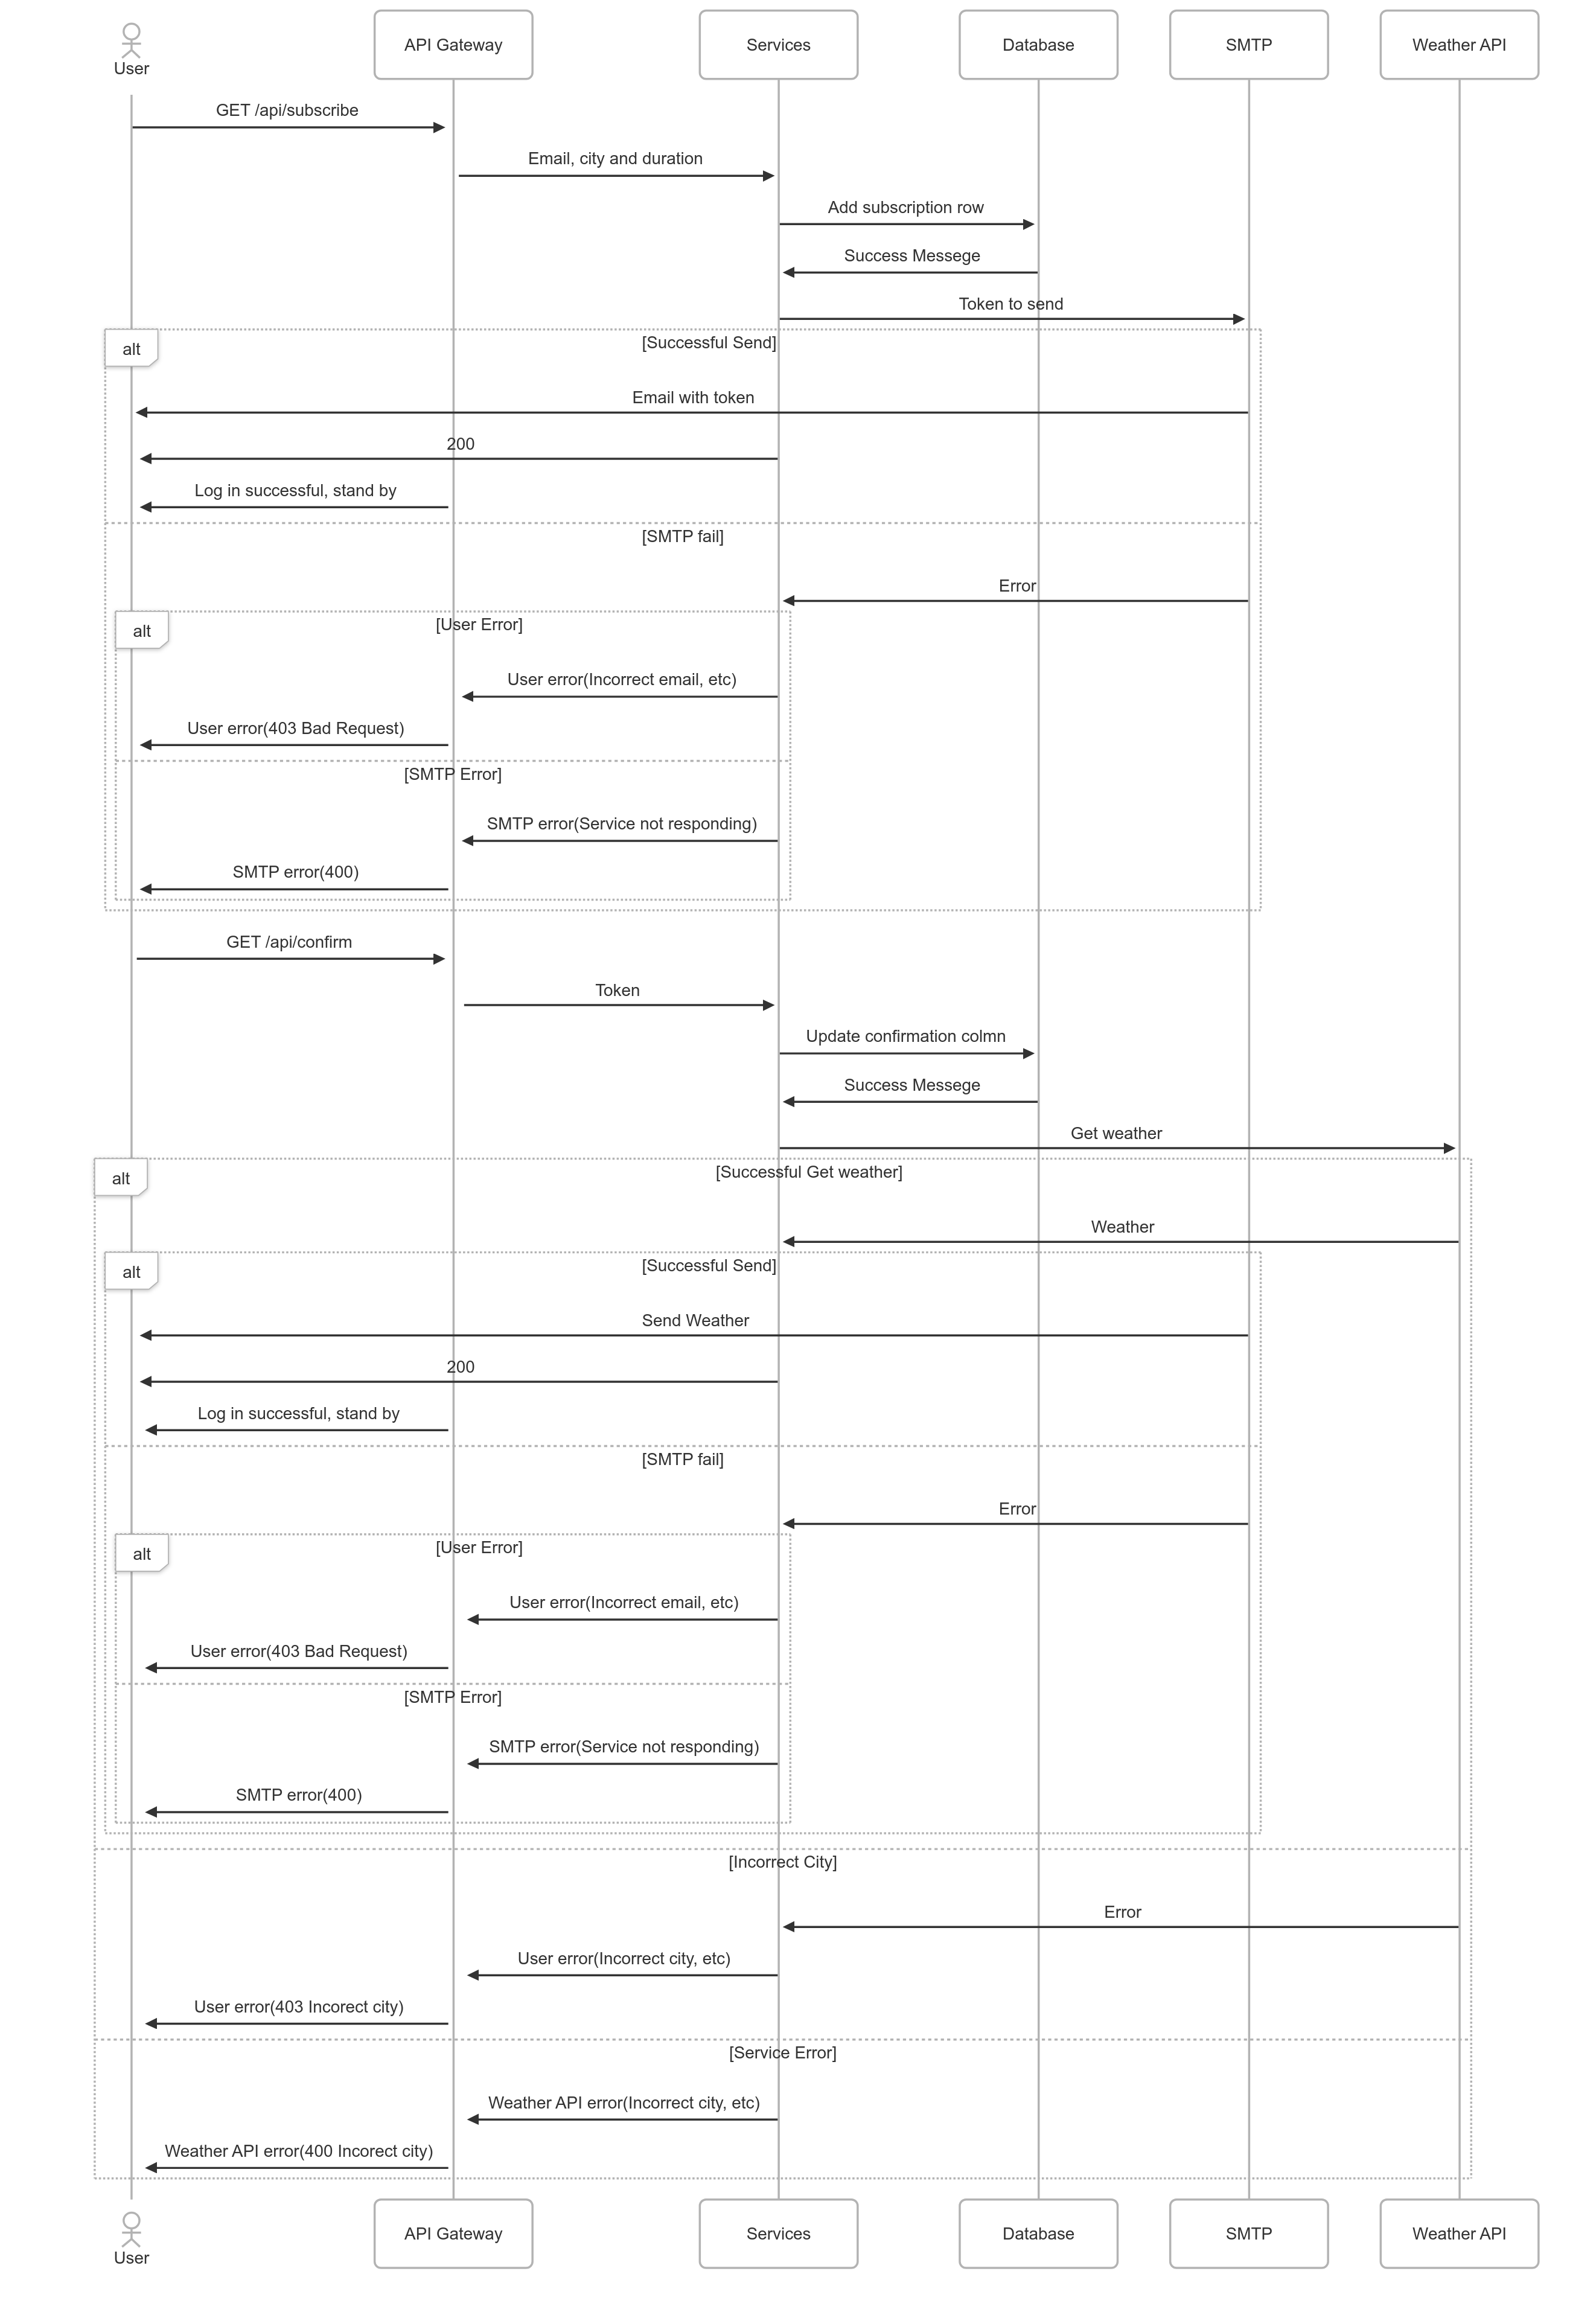 User
API Gateway
Services
Database
SMTP
Weather API
GET /api/subscribe
Email, city and duration
Add subscription row
Success Messege
Token to send
alt
[Successful Send]
Email with token
200
Log in successful, stand by
[SMTP fail]
Error
alt
[User Error]
User error(Incorrect email, etc)
User error(403 Bad Request)
[SMTP Error]
SMTP error(Service not responding)
SMTP error(400)
GET /api/confirm
Token
Update confirmation colmn
Success Messege
Get weather
alt
[Successful Get weather]
Weather
alt
[Successful Send]
Send Weather
200
Log in successful, stand by
[SMTP fail]
Error
alt
[User Error]
User error(Incorrect email, etc)
User error(403 Bad Request)
[SMTP Error]
SMTP error(Service not responding)
SMTP error(400)
[Incorrect City]
Error
User error(Incorrect city, etc)
User error(403 Incorect city)
[Service Error]
Weather API error(Incorrect city, etc)
Weather API error(400 Incorect city)
User
API Gateway
Services
Database
SMTP
Weather API